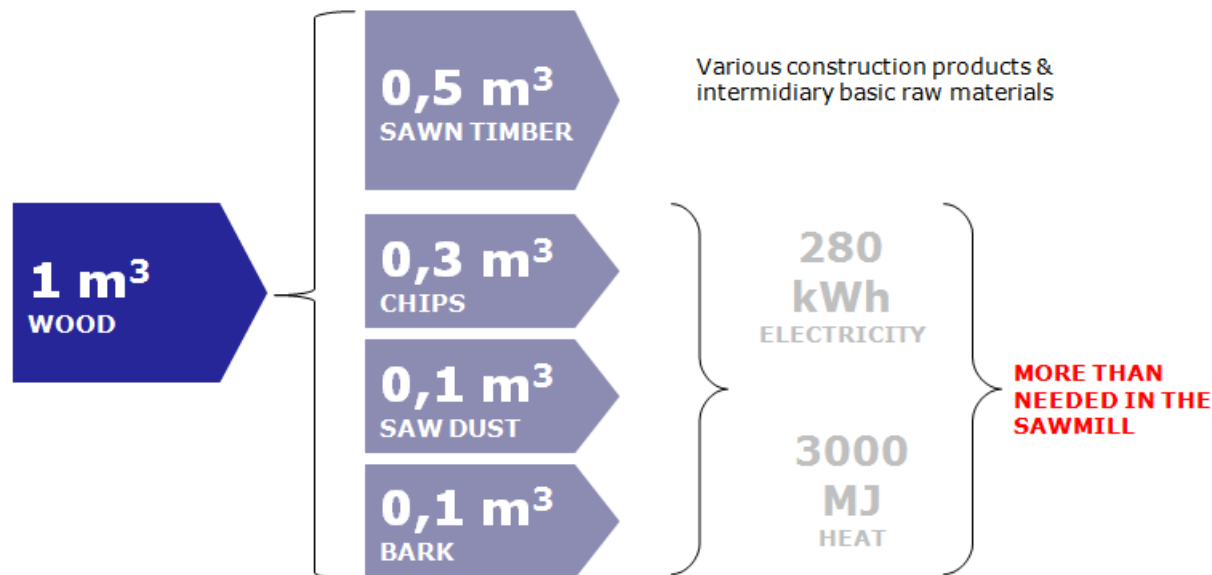 1 m³
WOOD
0,5 m³
SAWN TIMBER
Various construction products &
intermidiary basic raw materials
0,3 m³
CHIPS
0,1 m³
SAW DUST
0,1 m³
BARK
280
kWh
ELECTRICITY
3000
MJ
HEAT
MORE THAN
NEEDED IN THE
SAWMILL